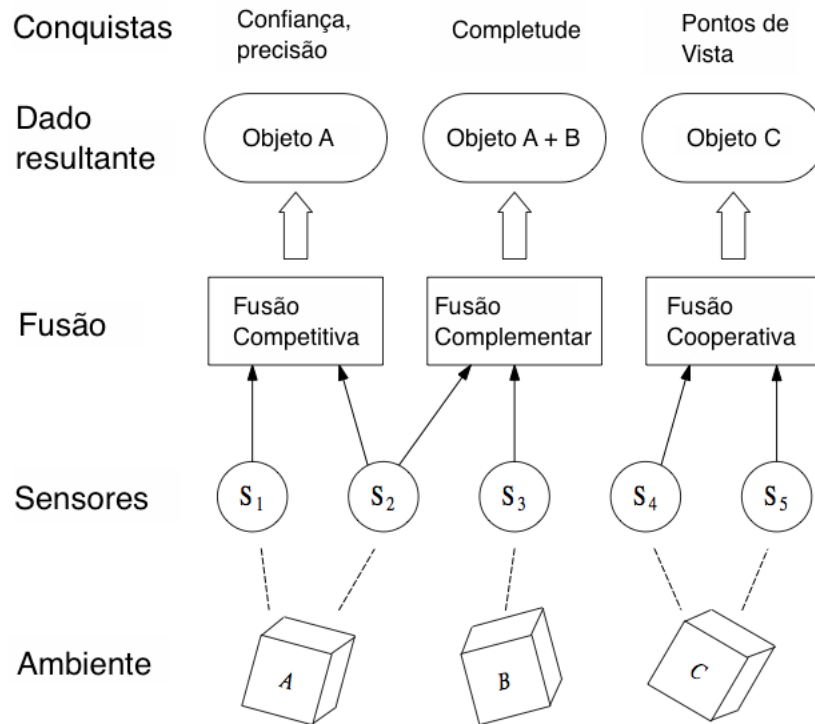 Conquistas
Confiança,
precisão
Completude
Pontos de
Vista
Dado
resultante
Objeto A
Objeto A + B
Objeto C
Fusão
Fusão
Competitiva
Fusão
Complementar
Fusão
Cooperativa
Sensores
S1
S2
S3
S4
S5
Ambiente
A
B
C